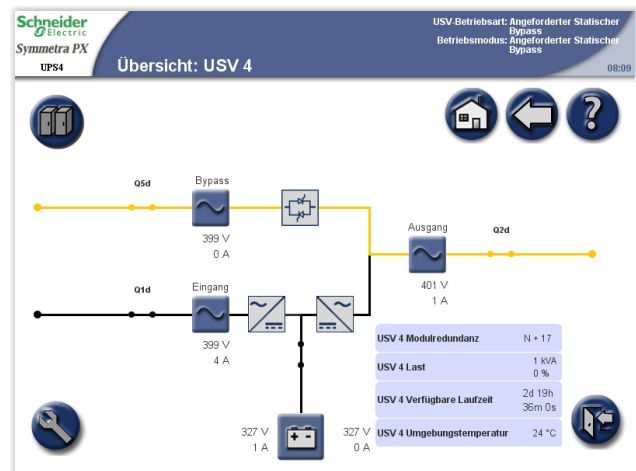 Schneider
Electric
Symmetra PX
UPS4
Übersicht: USV 4
USV-Betriebsart: Angeforderter Statischer
Bypass
Betriebsmodus: Angeforderter Statischer
Bypass
08:09
Q5d
Bypass
399 V
0 A
Ausgang
Q2d
401 V
1 A
Q1d
Eingang
399 V
4 A
USV 4 Modulredundanz N + 17
USV 4 Last 1 kVA
0 %
USV 4 Verfügbare Laufzeit 2d 19h
36m 0s
USV 4 Umgebungstemperatur 24 °C
327 V
1 A
327 V
0 A